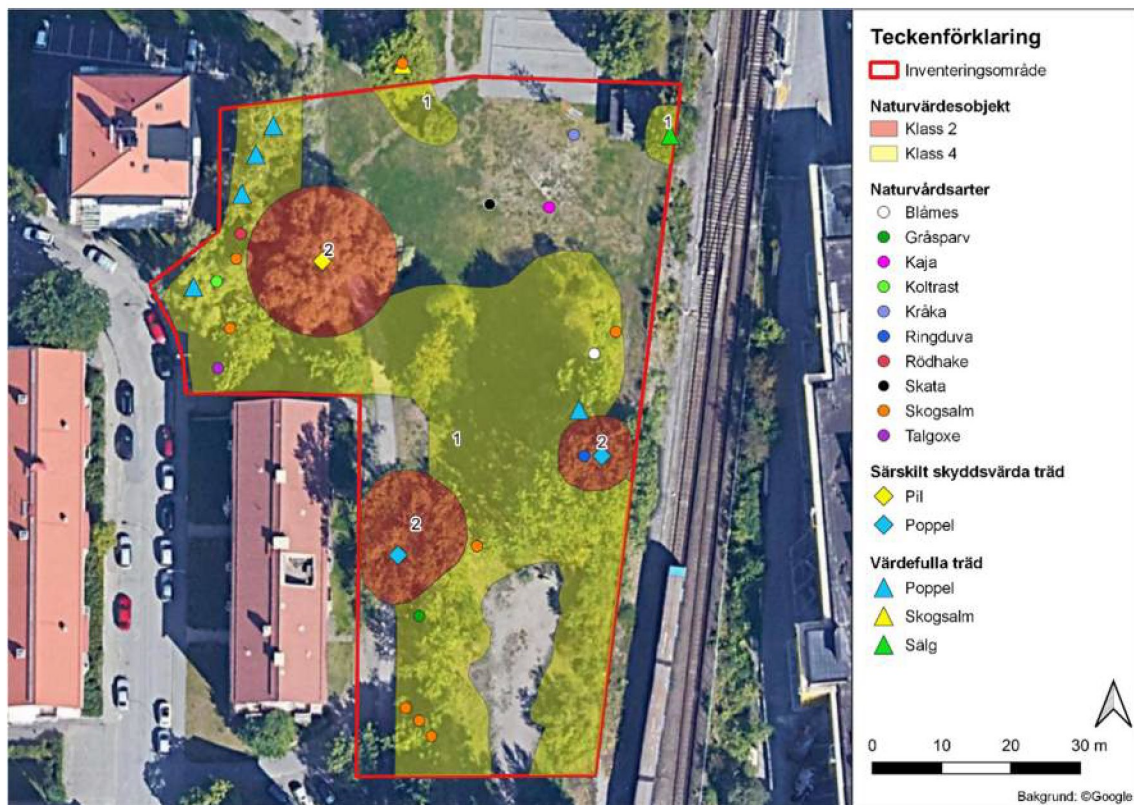 Teckenförklaring
Inventeringsområde
Naturvärdesobjekt
Klass 2
Klass 4
Naturvårdsarter
Blåmes
Gråsparv
Kaja
Koltrast
Kråka
Ringduva
Rödhake
Skata
Skogsalm
Talgoxe
Särskilt skyddsvärda träd
Pil
Poppel
Värdefulla träd
Poppel
Skogsalm
Sälg
0 10 20 30 m
Bakgrund: ©Google
1
1
2
1
2
2